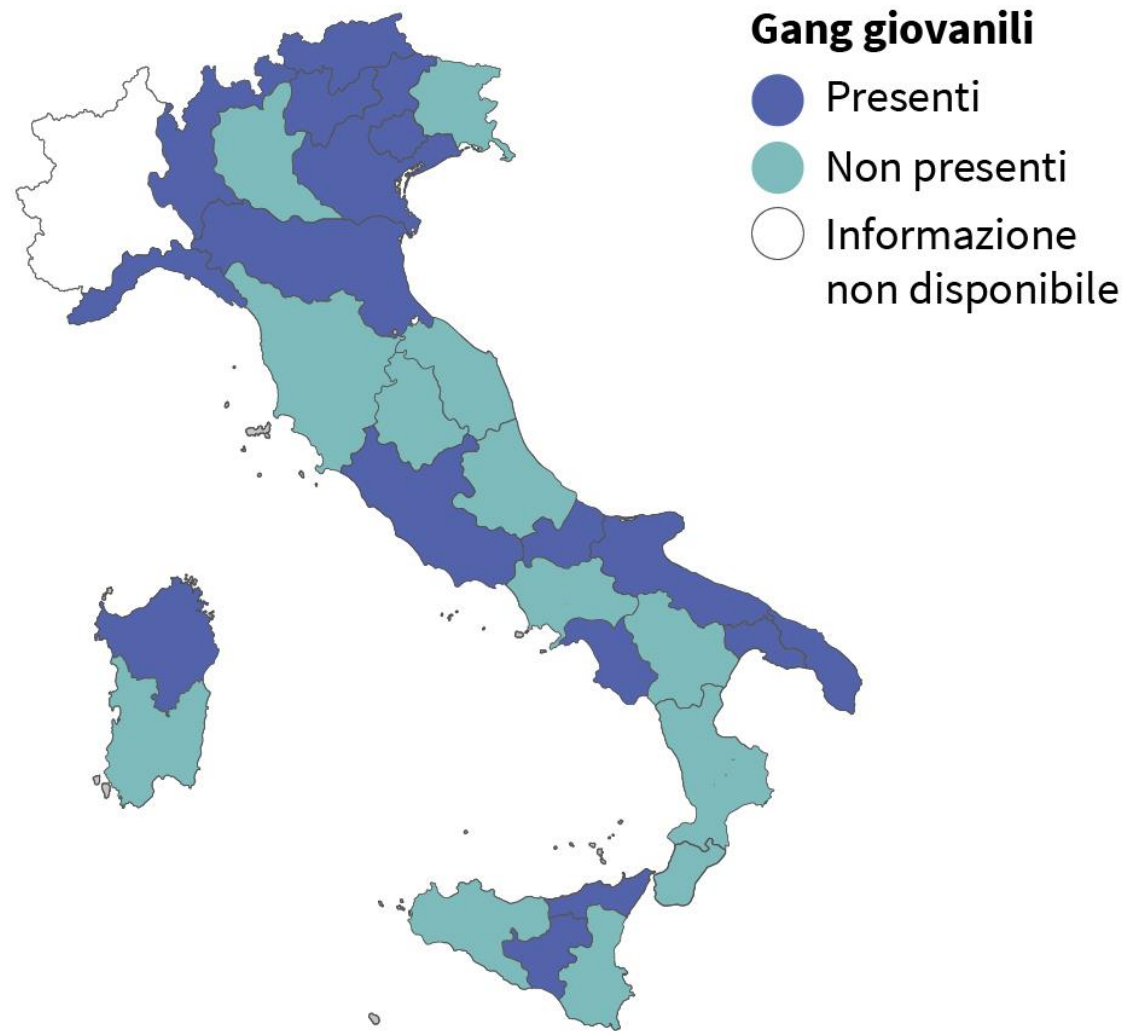 Gang giovanili
Presenti
Non presenti
Informazione
non disponibile